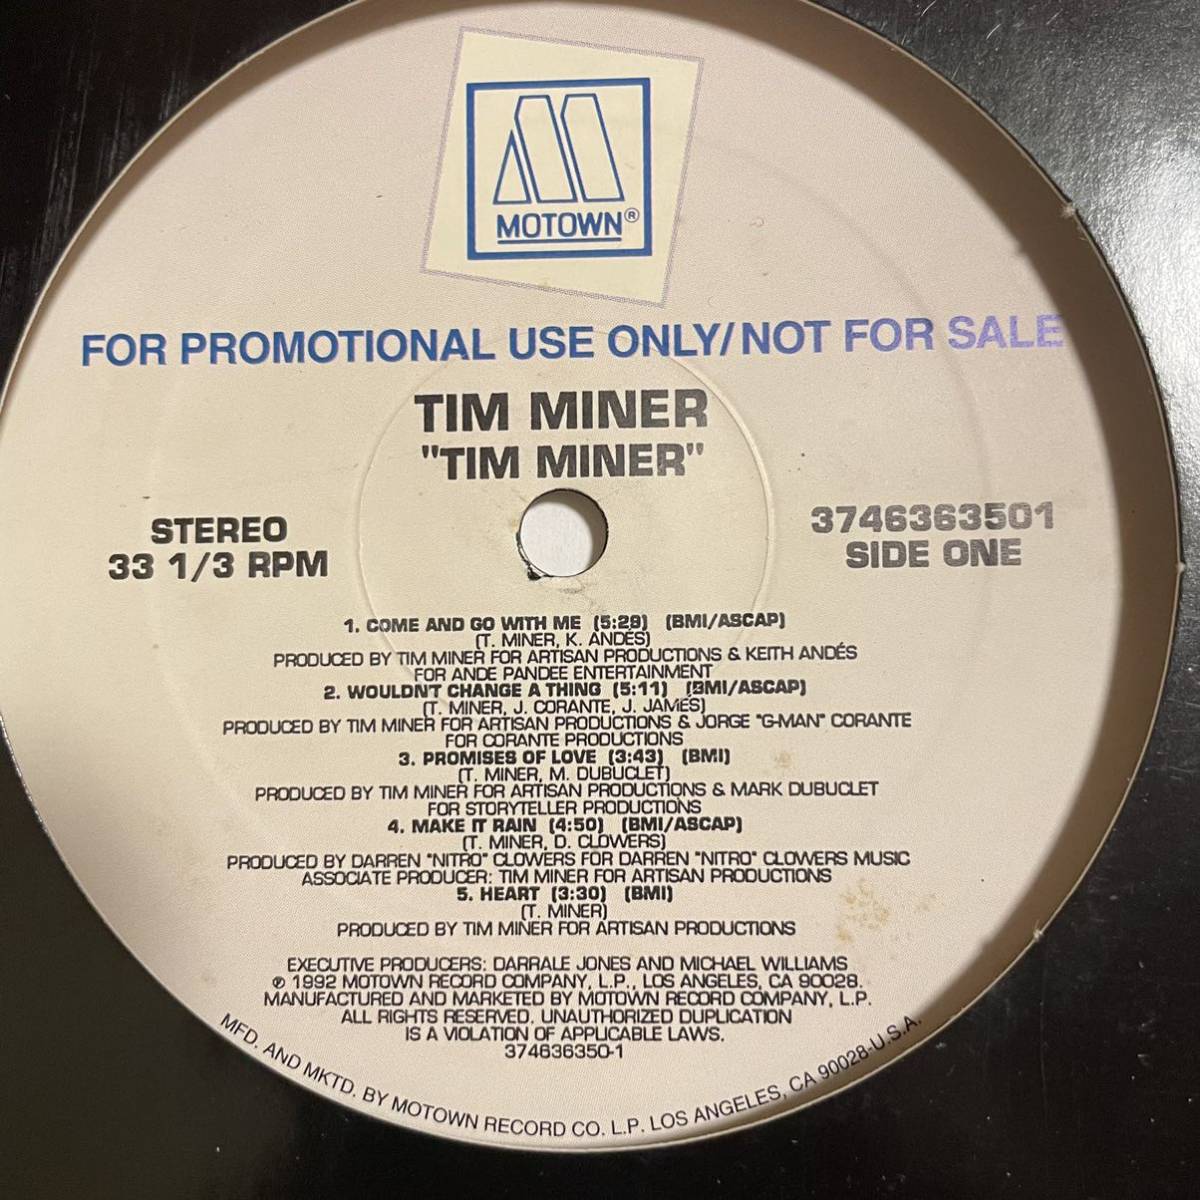 MOTOWN®
FOR PROMOTIONAL USE ONLY/NOT FOR SALE
TIM MINER
"TIM MINER"
STEREO
33 1/3 RPM
3746363501
SIDE ONE
1. COME AND GO WITH ME (5:29) (BMI/ASCAP)
(T. MINER, K. ANDÉS)
PRODUCED BY TIM MINER FOR ARTISAN PRODUCTIONS & KEITH ANDÉS
FOR ANDE PANDEE ENTERTAINMENT
2. WOULDN'T CHANGE A THING (5:11) (BMI/ASCAP)
(T. MINER, J. CORANTE, J. JAMES)
PRODUCED BY TIM MINER FOR ARTISAN PRODUCTIONS & JORGE "G-MAN" CORANTE
FOR CORANTE PRODUCTIONS
3. PROMISES OF LOVE (3:43) (BMI)
(T. MINER, M. DUBUCLET)
PRODUCED BY TIM MINER FOR ARTISAN PRODUCTIONS & MARK DUBUCLET
FOR STORYTELLER PRODUCTIONS
4. MAKE IT RAIN (4:50) (BMI/ASCAP)
(T. MINER, D. CLOWERS)
PRODUCED BY DARREN "NITRO" CLOWERS FOR DARREN "NITRO" CLOWERS MUSIC
ASSOCIATE PRODUCER: TIM MINER FOR ARTISAN PRODUCTIONS
5. HEART (3:30) (BMI)
(T. MINER)
PRODUCED BY TIM MINER FOR ARTISAN PRODUCTIONS
EXECUTIVE PRODUCERS: DARRALE JONES AND MICHAEL WILLIAMS
℗ 1992 MOTOWN RECORD COMPANY, L.P., LOS ANGELES, CA 90028.
MANUFACTURED AND MARKETED BY MOTOWN RECORD COMPANY, L.P.
ALL RIGHTS RESERVED. UNAUTHORIZED DUPLICATION
IS A VIOLATION OF APPLICABLE LAWS.
374636350-1
MFD. AND MKTD. BY MOTOWN RECORD CO. L.P. LOS ANGELES, CA 90028-U.S.A.